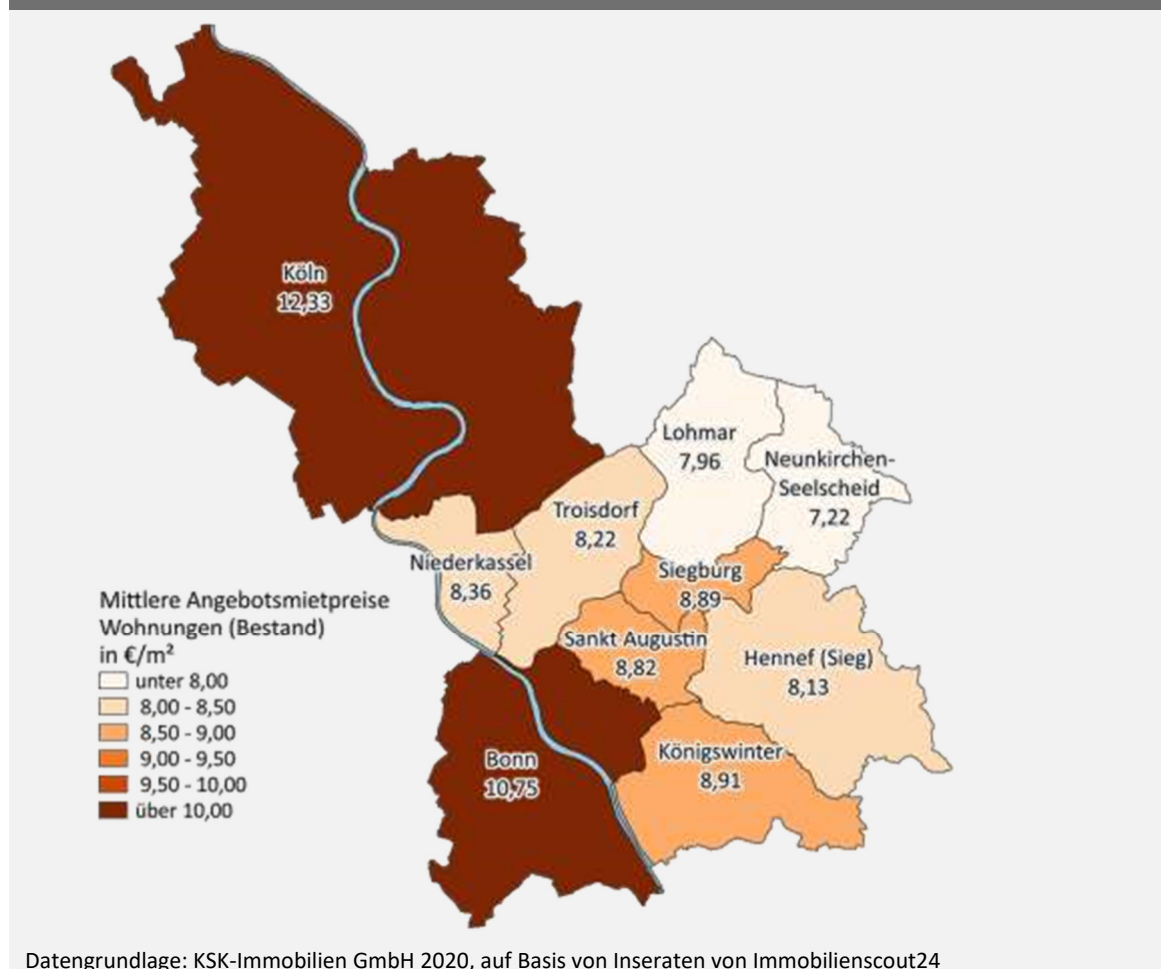 Köln
12,33
Lohmar
7,96
Neunkirchen-
Seelscheid
7,22
Troisdorf
8,22
Niederkassel
8,36
Siegburg
8,89
Sankt Augustin
8,82
Hennef (Sieg)
8,13
Königswinter
8,91
Bonn
10,75
Mittlere Angebotsmietpreise
Wohnungen (Bestand)
in €/m²
unter 8,00
8,00 - 8,50
8,50 - 9,00
9,00 - 9,50
9,50 - 10,00
über 10,00
Datengrundlage: KSK-Immobilien GmbH 2020, auf Basis von Inseraten von Immobilienscout24